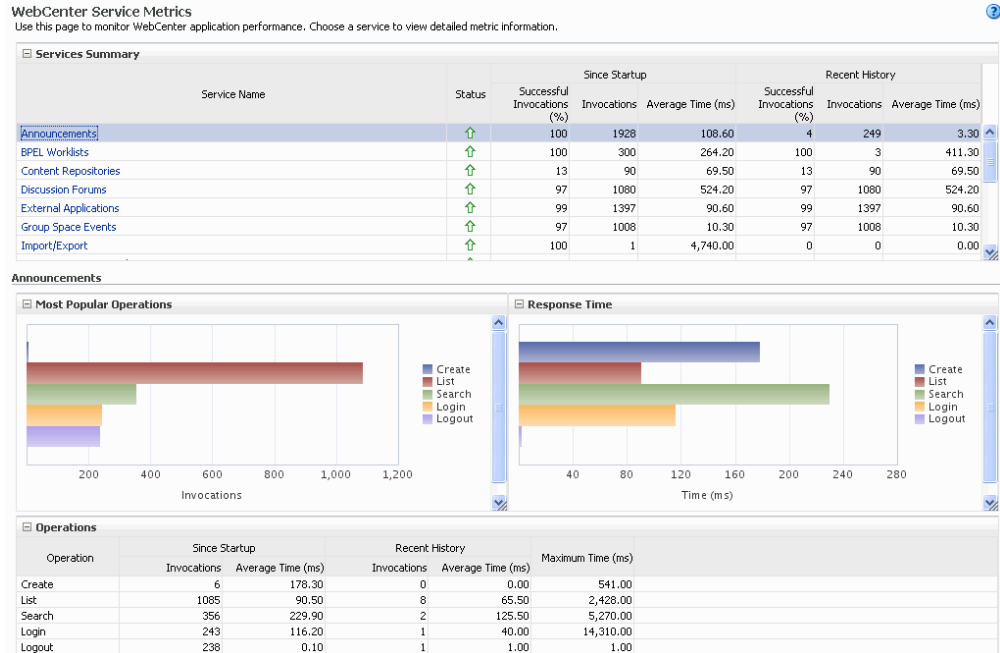 WebCenter Service Metrics
Use this page to monitor WebCenter application performance. Choose a service to view detailed metric information.
Services Summary
Service Name Status Since Startup Recent History
Successful Invocations (%) Invocations Average Time (ms) Successful Invocations (%) Invocations Average Time (ms)
Announcements 100 1928 108.60 4 249 3.30
BPEL Worklists 100 300 264.20 100 3 411.30
Content Repositories 13 90 69.50 13 90 69.50
Discussion Forums 97 1080 524.20 97 1080 524.20
External Applications 99 1397 90.60 99 1397 90.60
Group Space Events 97 1008 10.30 97 1008 10.30
Import/Export 100 1 4,740.00 0 0 0.00
Announcements
Most Popular Operations
Create
List
Search
Login
Logout
200 400 600 800 1,000 1,200
Invocations
Response Time
Create
List
Search
Login
Logout
40 80 120 160 200 240 280
Time (ms)
Operations
Operation Since Startup Recent History Maximum Time (ms)
Invocations Average Time (ms) Invocations Average Time (ms)
Create 6 178.30 0 0.00 541.00
List 1085 90.50 8 65.50 2,428.00
Search 356 229.90 2 125.50 5,270.00
Login 243 116.20 1 40.00 14,310.00
Logout 238 0.10 1 1.00 1.00